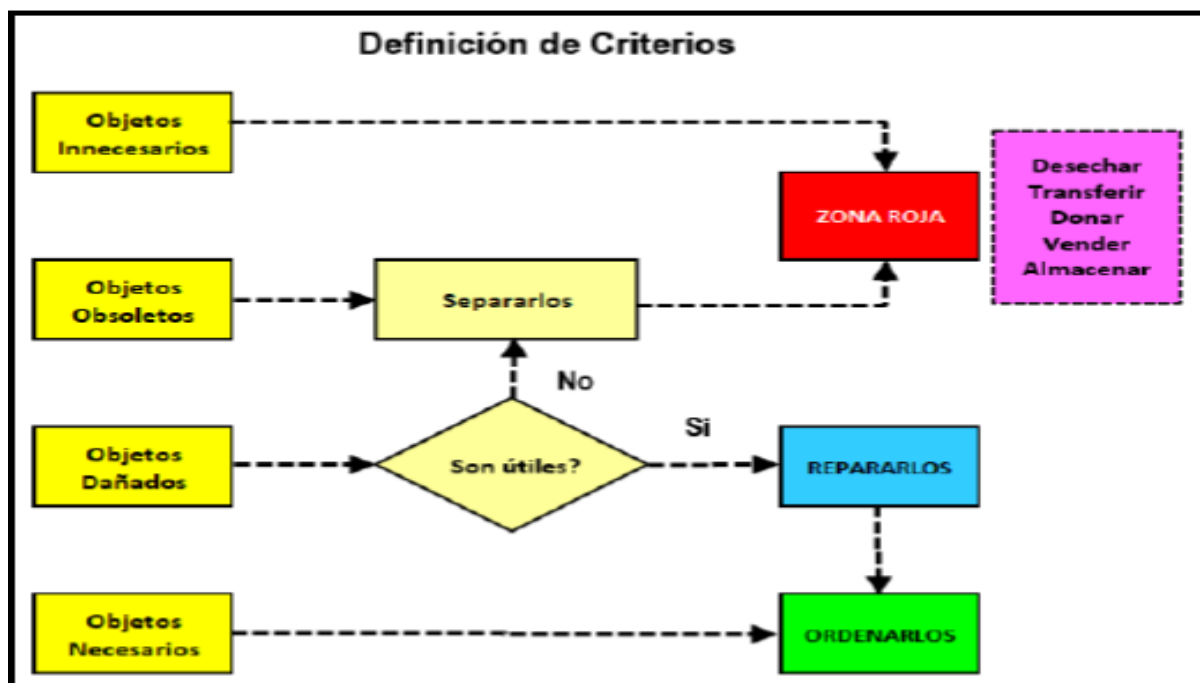 Definición de Criterios
Objetos
Innecesarios
ZONA ROJA
Desechar
Transferir
Donar
Vender
Almacenar
Objetos
Obsoletos
Separarlos
No
Si
Objetos
Dañados
Son útiles?
REPARARLOS
Objetos
Necesarios
ORDENARLOS